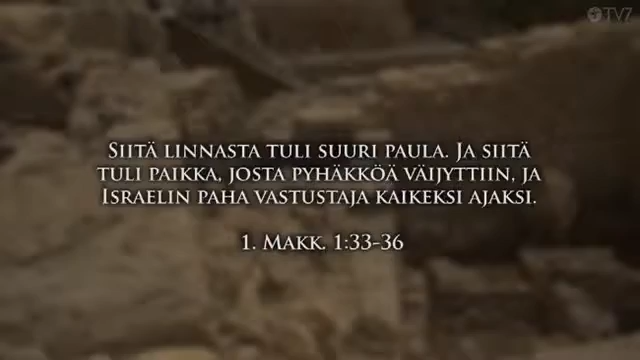 TV7
Siitä linnasta tuli suuri paula. Ja siitä
tuli paikka, josta pyhäkköä väijyttiin, ja
Israelin paha vastustaja kaikeksi ajaksi.
1. Makk. 1:33-36